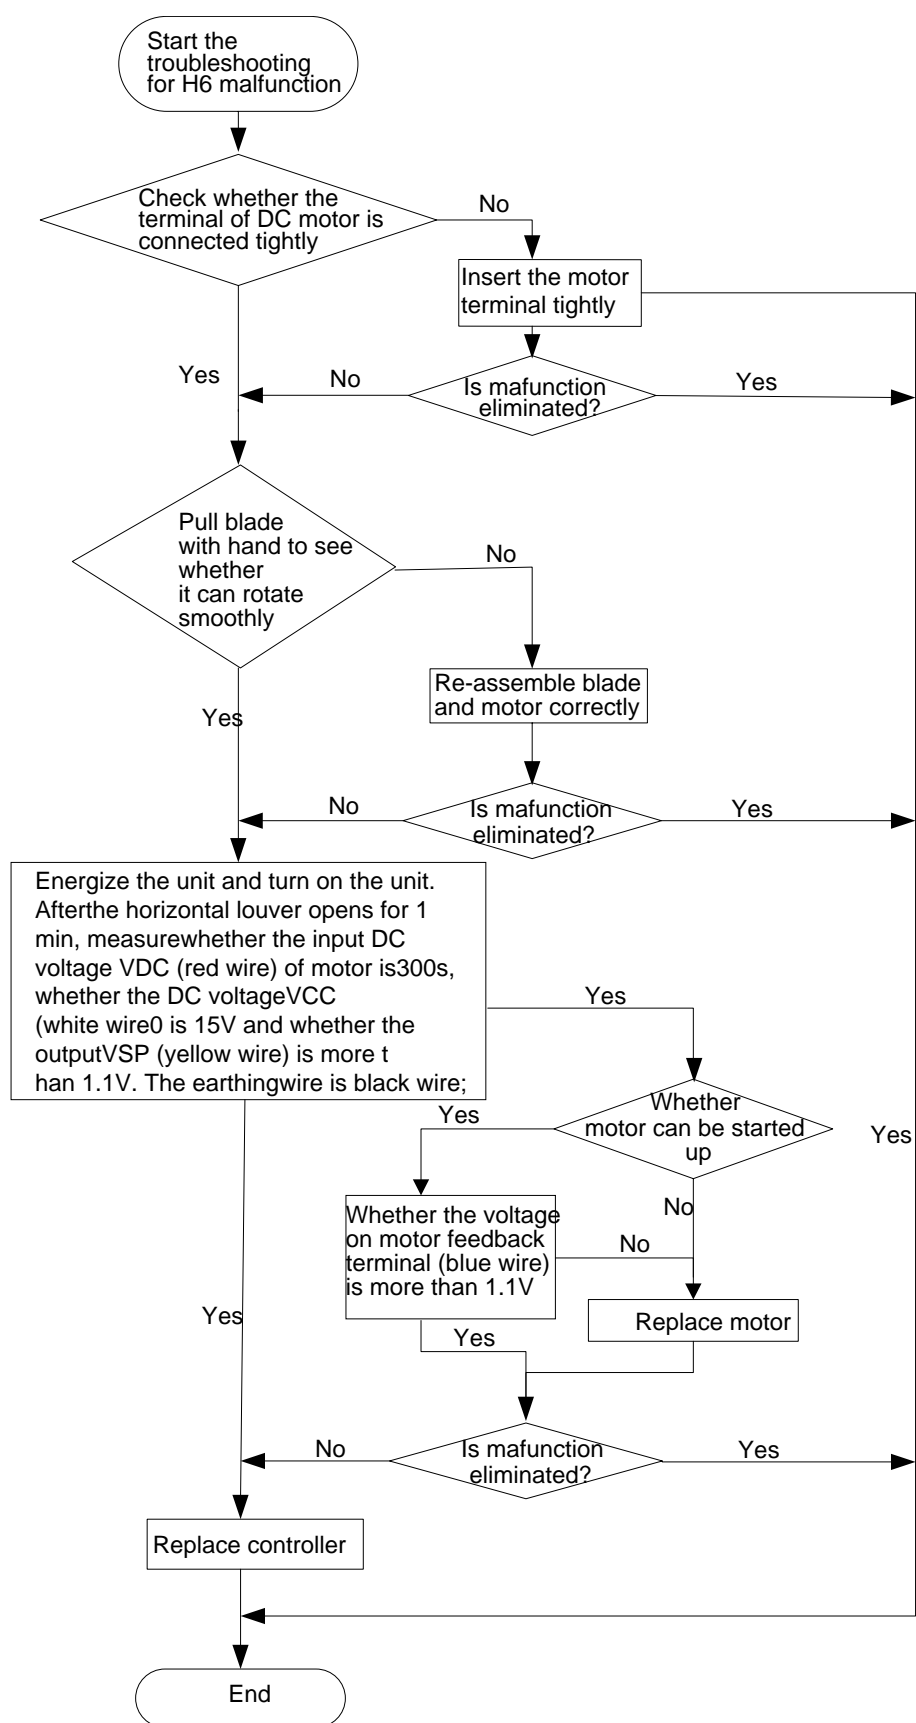 Start the
troubleshooting
for H6 malfunction
Check whether the
terminal of DC motor is
connected tightly
No
Insert the motor
terminal tightly
Yes
No
Is mafunction
eliminated?
Yes
Pull blade
with hand to see
whether
it can rotate
smoothly
No
Re-assemble blade
and motor correctly
Yes
No
Is mafunction
eliminated?
Yes
Energize the unit and turn on the unit.
Afterthe horizontal louver opens for 1
min, measurewhether the input DC
voltage VDC (red wire) of motor is300s,
whether the DC voltageVCC
(white wire0 is 15V and whether the
outputVSP (yellow wire) is more t
han 1.1V. The earthingwire is black wire;
Yes
Whether
motor can be started
up
Yes
Yes
No
Whether the voltage
on motor feedback
terminal (blue wire)
is more than 1.1V
No
Replace motor
Yes
Yes
No
Is mafunction
eliminated?
Yes
Replace controller
End